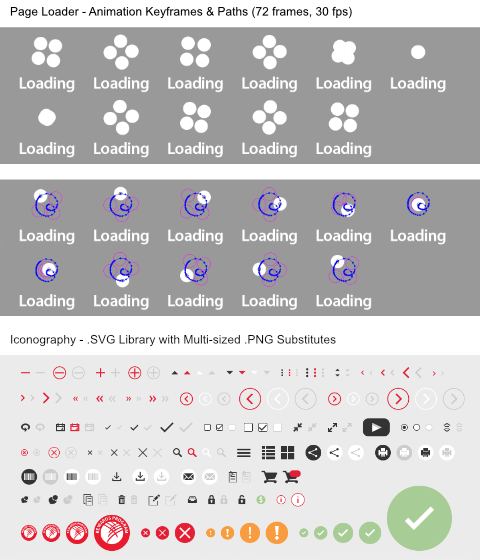 Page Loader - Animation Keyframes & Paths (72 frames, 30 fps)
Loading Loading Loading Loading Loading Loading
Loading Loading Loading Loading Loading
Loading Loading Loading Loading Loading Loading
Loading Loading Loading Loading Loading
Iconography - .SVG Library with Multi-sized .PNG Substitutes